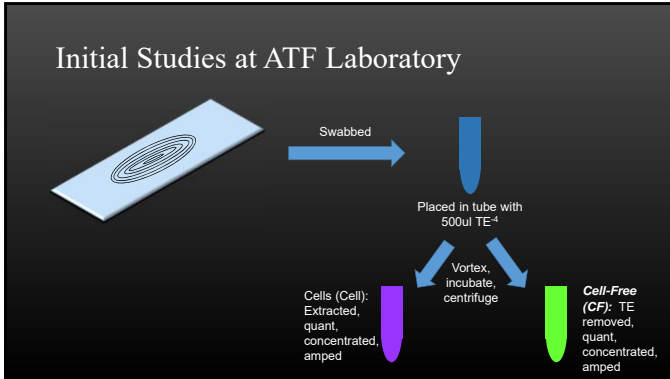 Initial Studies at ATF Laboratory
Swabbed
Placed in tube with
500ul TE⁻⁴
Vortex,
incubate,
centrifuge
Cells (Cell):
Extracted,
quant,
concentrated,
amped
Cell-Free
(CF): TE
removed,
quant,
concentrated,
amped